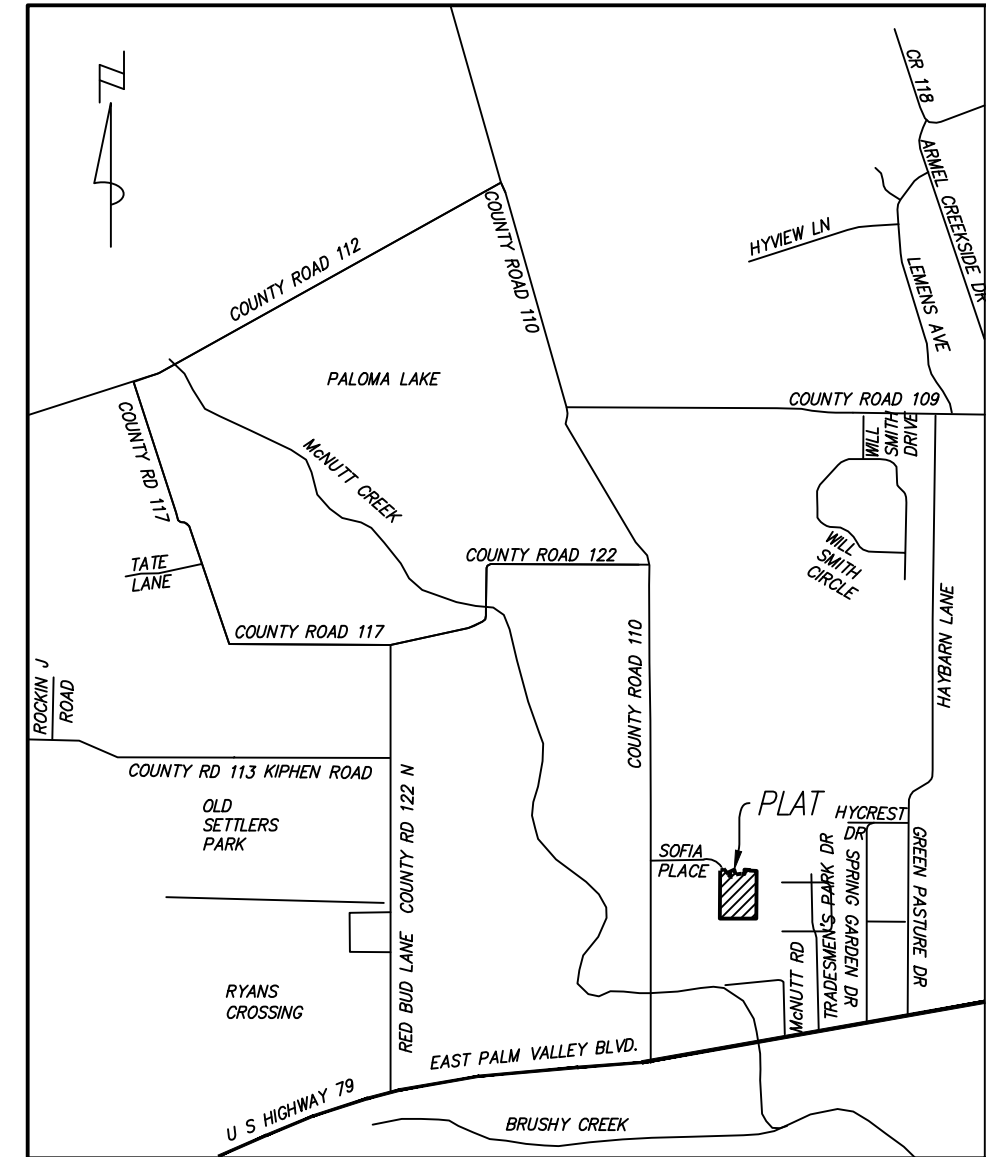 CR 118
ARMEL CREEKSIDE DR
HYVIEW LN
LEMENS AVE
COUNTY ROAD 112
COUNTY ROAD 110
PALOMA LAKE
COUNTY ROAD 109
WILL
SMITH
DRIVE
COUNTY RD 117
McNUTT CREEK
TATE
LANE
COUNTY ROAD 122
WILL
SMITH
CIRCLE
COUNTY ROAD 117
COUNTY ROAD 110
HAYBARN LANE
ROCKIN J
ROAD
COUNTY RD 113 KIPHEN ROAD
OLD
SETTLERS
PARK
RED BUD LANE COUNTY RD 122 N
PLAT
SOFIA
PLACE
HYCREST
DR
McNUTT RD
TRADESMEN'S PARK DR
SPRING GARDEN DR
GREEN PASTURE DR
RYANS
CROSSING
EAST PALM VALLEY BLVD.
U S HIGHWAY 79
BRUSHY CREEK